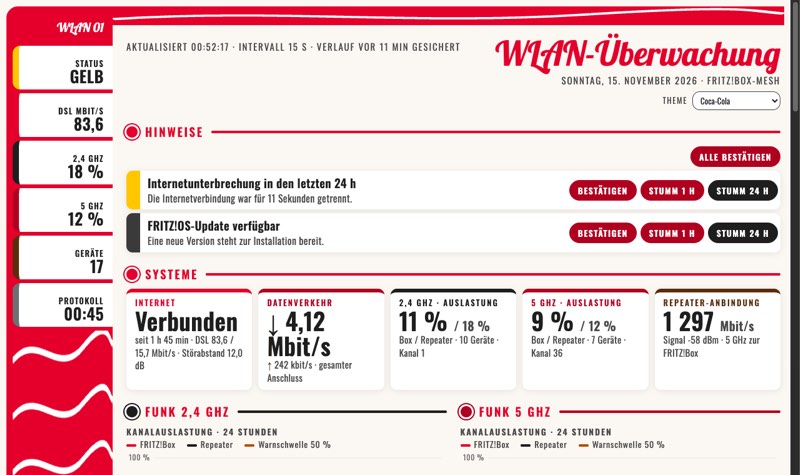 WLAN 01
STATUS
GELB
DSL MBIT/S
83,6
2,4 GHZ
18 %
5 GHZ
12 %
GERÄTE
17
PROTOKOLL
00:45
AKTUALISIERT 00:52:17 · INTERVALL 15 S · VERLAUF VOR 11 MIN GESICHERT
WLAN-Überwachung
SONNTAG, 15. NOVEMBER 2026 · FRITZ!BOX-MESH
THEME Coca-Cola
HINWEISE
ALLE BESTÄTIGEN
Internetunterbrechung in den letzten 24 h
Die Internetverbindung war für 11 Sekunden getrennt.
BESTÄTIGEN STUMM 1 H STUMM 24 H
FRITZ!OS-Update verfügbar
Eine neue Version steht zur Installation bereit.
BESTÄTIGEN STUMM 1 H STUMM 24 H
SYSTEME
INTERNET
Verbunden
seit 1 h 45 min · DSL 83,6 /
15,7 Mbit/s · Störabstand 12,0
dB
DATENVERKEHR
↓ 4,12
Mbit/s
↑ 242 kbit/s · gesamter
Anschluss
2,4 GHZ · AUSLASTUNG
11 % / 18 %
Box / Repeater · 10 Geräte ·
Kanal 1
5 GHZ · AUSLASTUNG
9 % / 12 %
Box / Repeater · 7 Geräte ·
Kanal 36
REPEATER-ANBINDUNG
1 297 Mbit/s
Signal -58 dBm · 5 GHz zur
FRITZ!Box
FUNK 2,4 GHZ
KANALAUSLASTUNG · 24 STUNDEN
FRITZ!Box Repeater Warnschwelle 50 %
100 %
FUNK 5 GHZ
KANALAUSLASTUNG · 24 STUNDEN
FRITZ!Box Repeater Warnschwelle 50 %
100 %